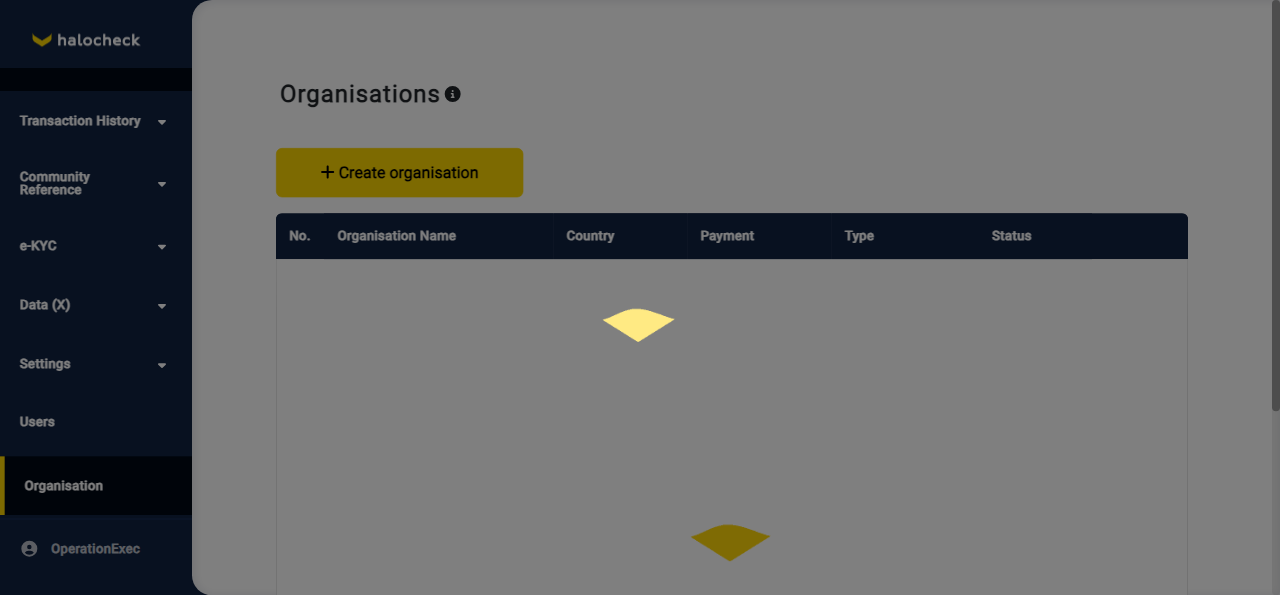 halocheck
Transaction History
Community
Reference
e-KYC
Data (X)
Settings
Users
Organisation
OperationExec
Organisations
+ Create organisation
No. Organisation Name Country Payment Type Status